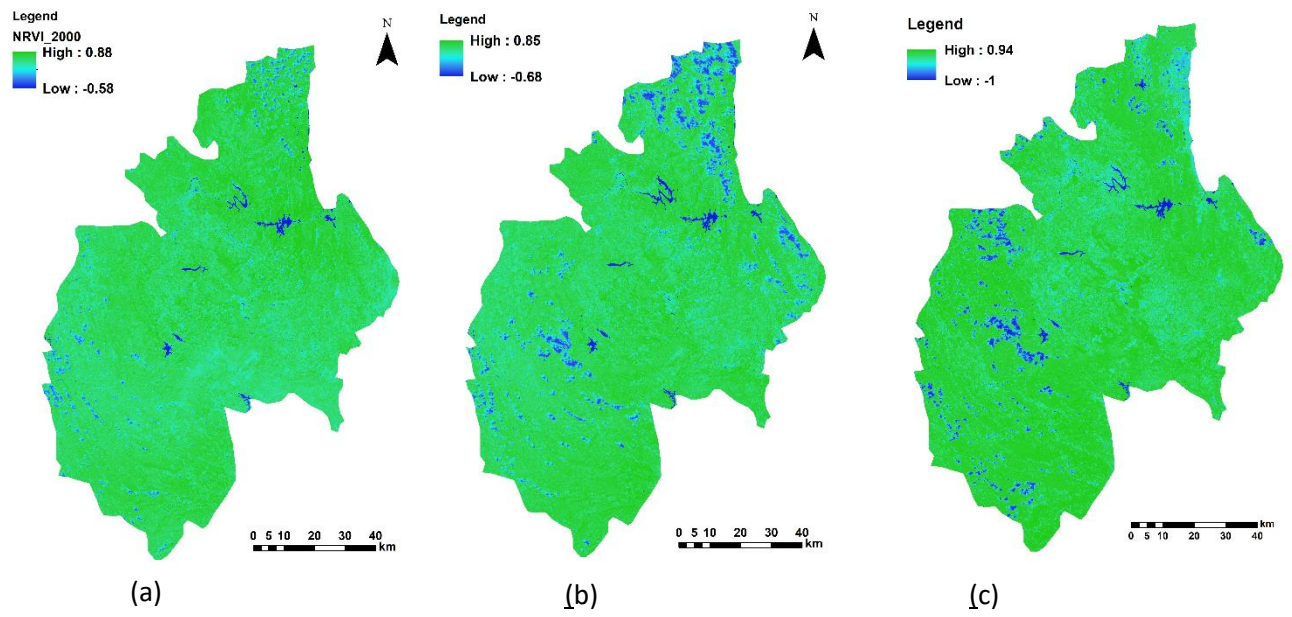 Legend
NRVI_2000
High : 0.88
Low : -0.58
N
0 5 10 20 30 40
km
(a)
Legend
High : 0.85
Low : -0.68
N
0 5 10 20 30 40
km
(b)
Legend
High : 0.94
Low : -1
km
0 5 10 20 30 40
(c)